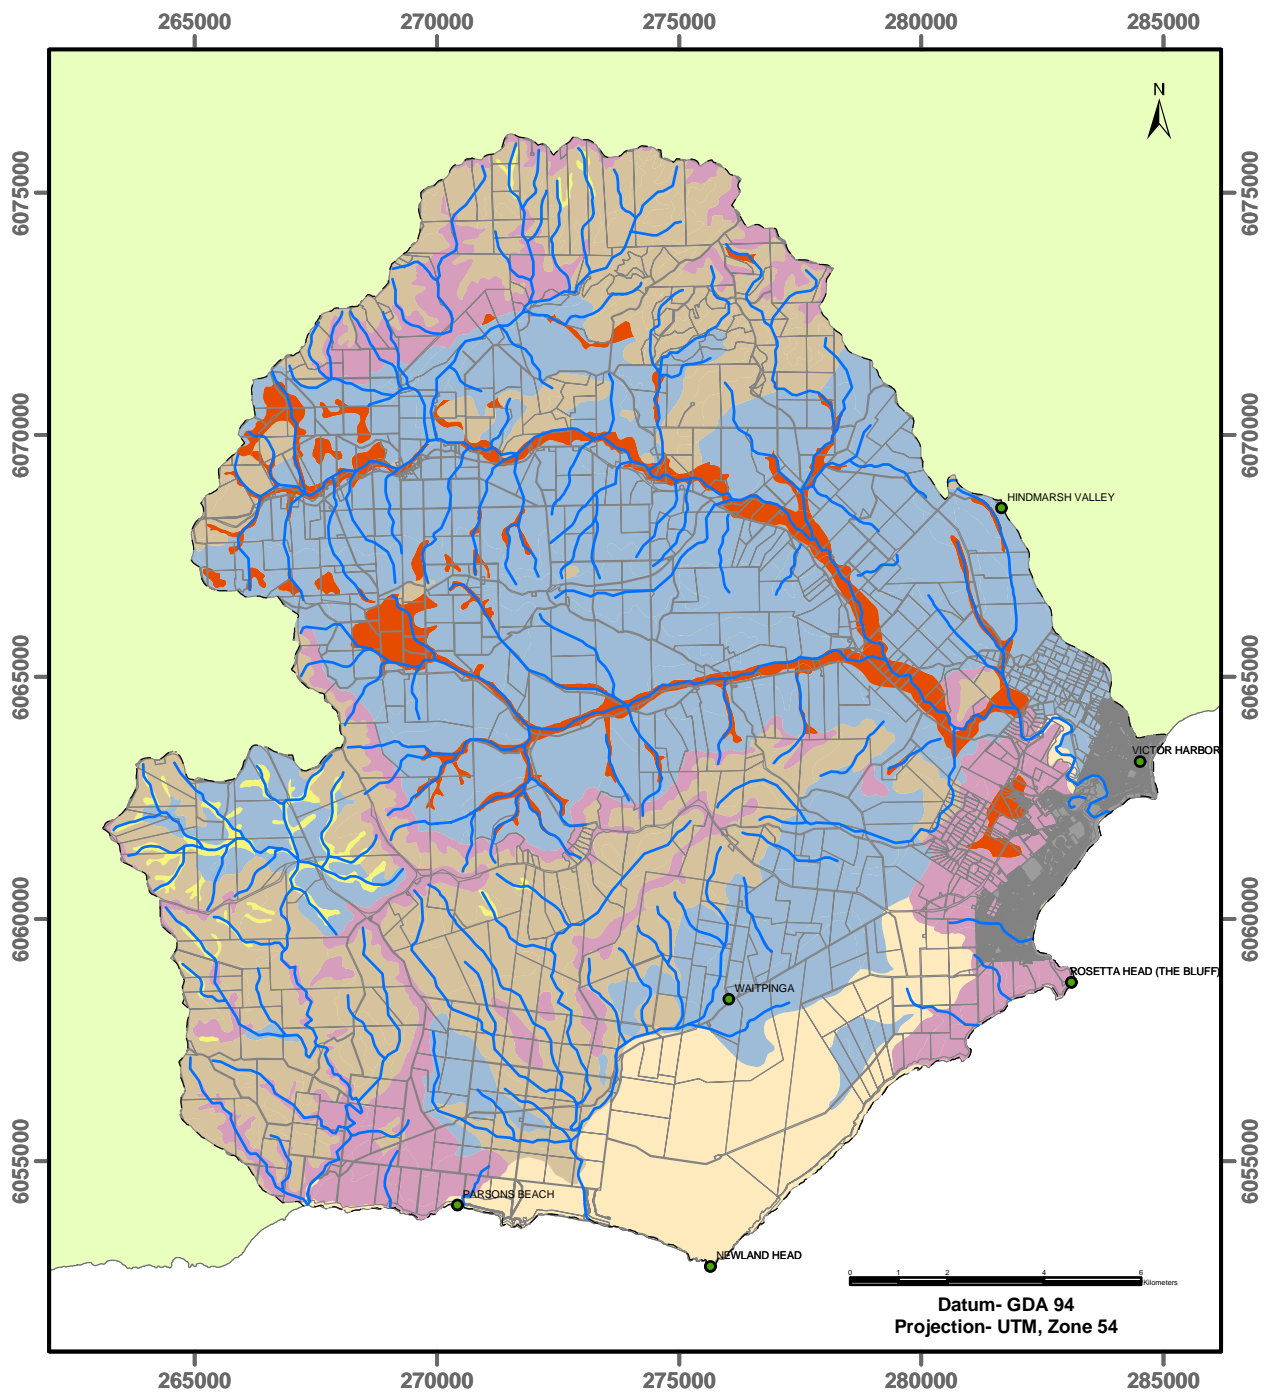 265000 270000 275000 280000 285000
N
6075000 6075000
6070000 6070000
HINDMARSH VALLEY
6065000 6065000
VICTOR HARBOR
6060000 6060000
ROSETTA HEAD (THE BLUFF)
WAITPINGA
6055000 6055000
PARSONS BEACH
NEWLAND HEAD
0 1 2 4 6
Kilometers
Datum- GDA 94
Projection- UTM, Zone 54
265000 270000 275000 280000 285000